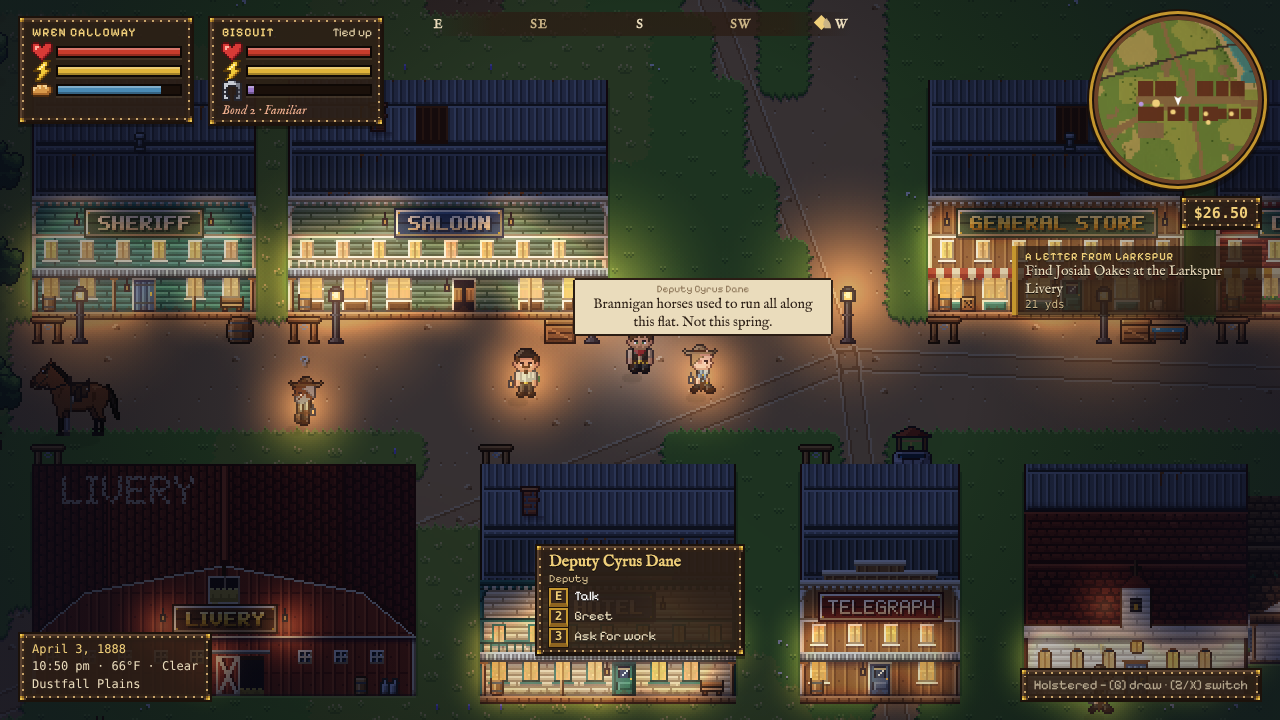 WREN CALLOWAY
BISCUIT Tied up
Bond 2 · Familiar
E SE S SW W
SHERIFF
SALOON
GENERAL STORE
$26.50
A LETTER FROM LARKSPUR
Find Josiah Oakes at the Larkspur
Livery
21 yds
Deputy Cyrus Dane
Brannigan horses used to run all along
this flat. Not this spring.
?
LIVERY
LIVERY
Deputy Cyrus Dane
Deputy
E Talk
2 Greet
3 Ask for work
TELEGRAPH
April 3, 1888
10:50 pm · 66°F · Clear
Dustfall Plains
Holstered - (G) draw · (Z/X) switch